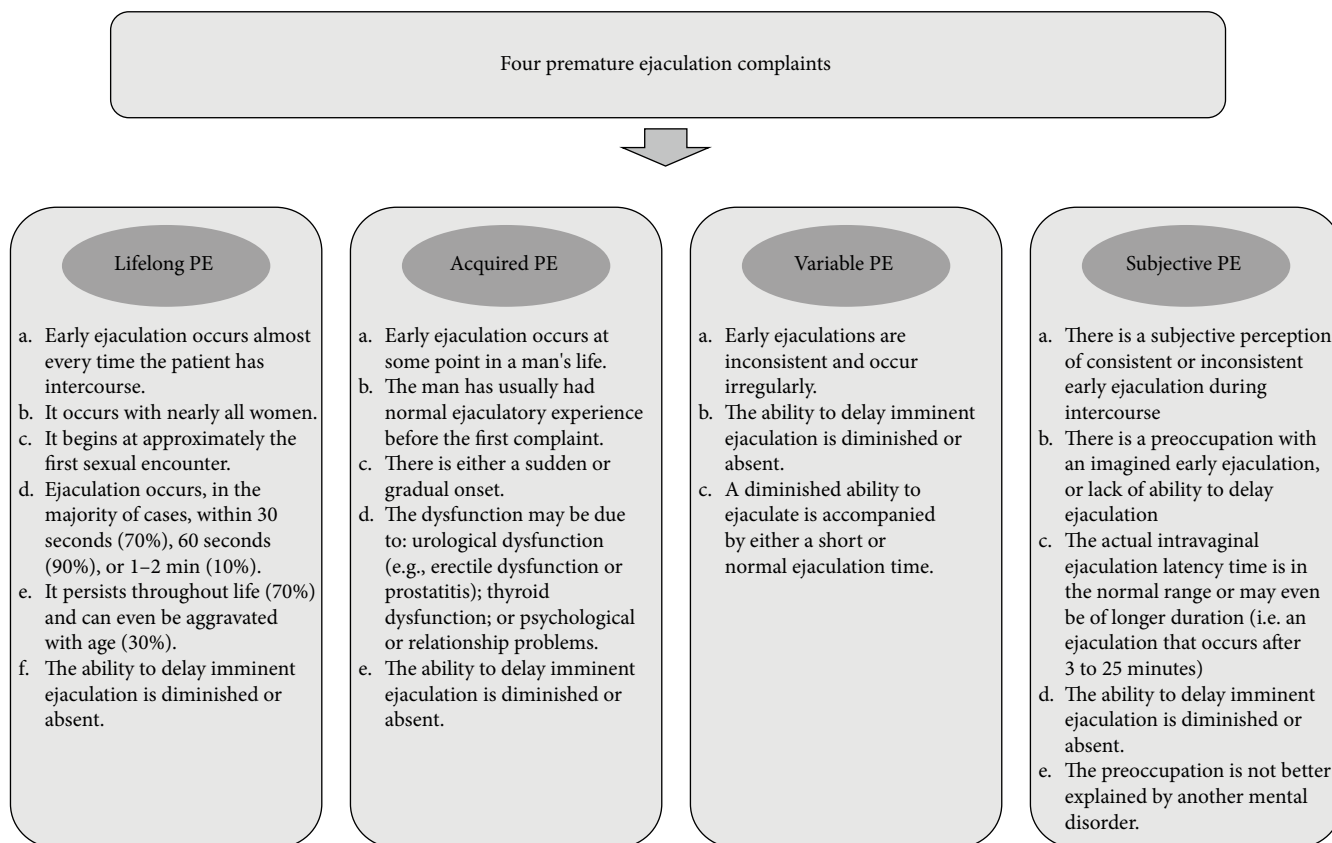 Four premature ejaculation complaints
Lifelong PE
a. Early ejaculation occurs almost
every time the patient has
intercourse.
b. It occurs with nearly all women.
c. It begins at approximately the
first sexual encounter.
d. Ejaculation occurs, in the
majority of cases, within 30
seconds (70%), 60 seconds
(90%), or 1–2 min (10%).
e. It persists throughout life (70%)
and can even be aggravated
with age (30%).
f. The ability to delay imminent
ejaculation is diminished or
absent.
Acquired PE
a. Early ejaculation occurs at
some point in a man's life.
b. The man has usually had
normal ejaculatory experience
before the first complaint.
c. There is either a sudden or
gradual onset.
d. The dysfunction may be due
to: urological dysfunction
(e.g., erectile dysfunction or
prostatitis); thyroid
dysfunction; or psychological
or relationship problems.
e. The ability to delay imminent
ejaculation is diminished or
absent.
Variable PE
a. Early ejaculations are
inconsistent and occur
irregularly.
b. The ability to delay imminent
ejaculation is diminished or
absent.
c. A diminished ability to
ejaculate is accompanied
by either a short or
normal ejaculation time.
Subjective PE
a. There is a subjective perception
of consistent or inconsistent
early ejaculation during
intercourse
b. There is a preoccupation with
an imagined early ejaculation,
or lack of ability to delay
ejaculation
c. The actual intravaginal
ejaculation latency time is in
the normal range or may even
be of longer duration (i.e. an
ejaculation that occurs after
3 to 25 minutes)
d. The ability to delay imminent
ejaculation is diminished or
absent.
e. The preoccupation is not better
explained by another mental
disorder.